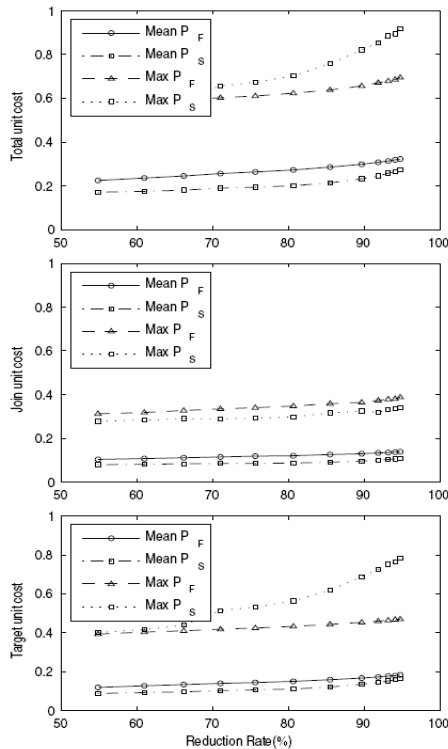 1
0.8
0.6
0.4
0.2
0
Total unit cost
Mean P F
Mean P S
Max P F
Max P S
50 60 70 80 90 100
1
0.8
0.6
0.4
0.2
0
Join unit cost
Mean P F
Mean P S
Max P F
Max P S
50 60 70 80 90 100
1
0.8
0.6
0.4
0.2
0
Target unit cost
Mean P F
Mean P S
Max P F
Max P S
50 60 70 80 90 100
Reduction Rate(%)